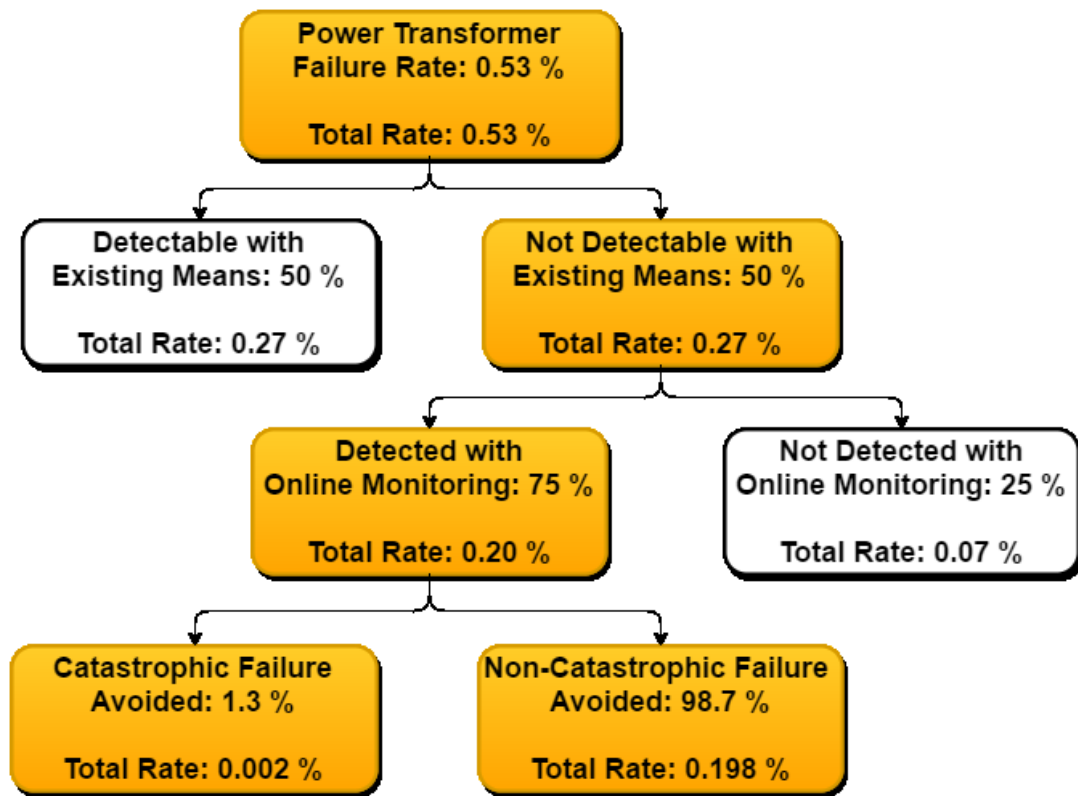 Power Transformer
Failure Rate: 0.53 %
Total Rate: 0.53 %
Detectable with
Existing Means: 50 %
Total Rate: 0.27 %
Not Detectable with
Existing Means: 50 %
Total Rate: 0.27 %
Detected with
Online Monitoring: 75 %
Total Rate: 0.20 %
Not Detected with
Online Monitoring: 25 %
Total Rate: 0.07 %
Catastrophic Failure
Avoided: 1.3 %
Total Rate: 0.002 %
Non-Catastrophic Failure
Avoided: 98.7 %
Total Rate: 0.198 %